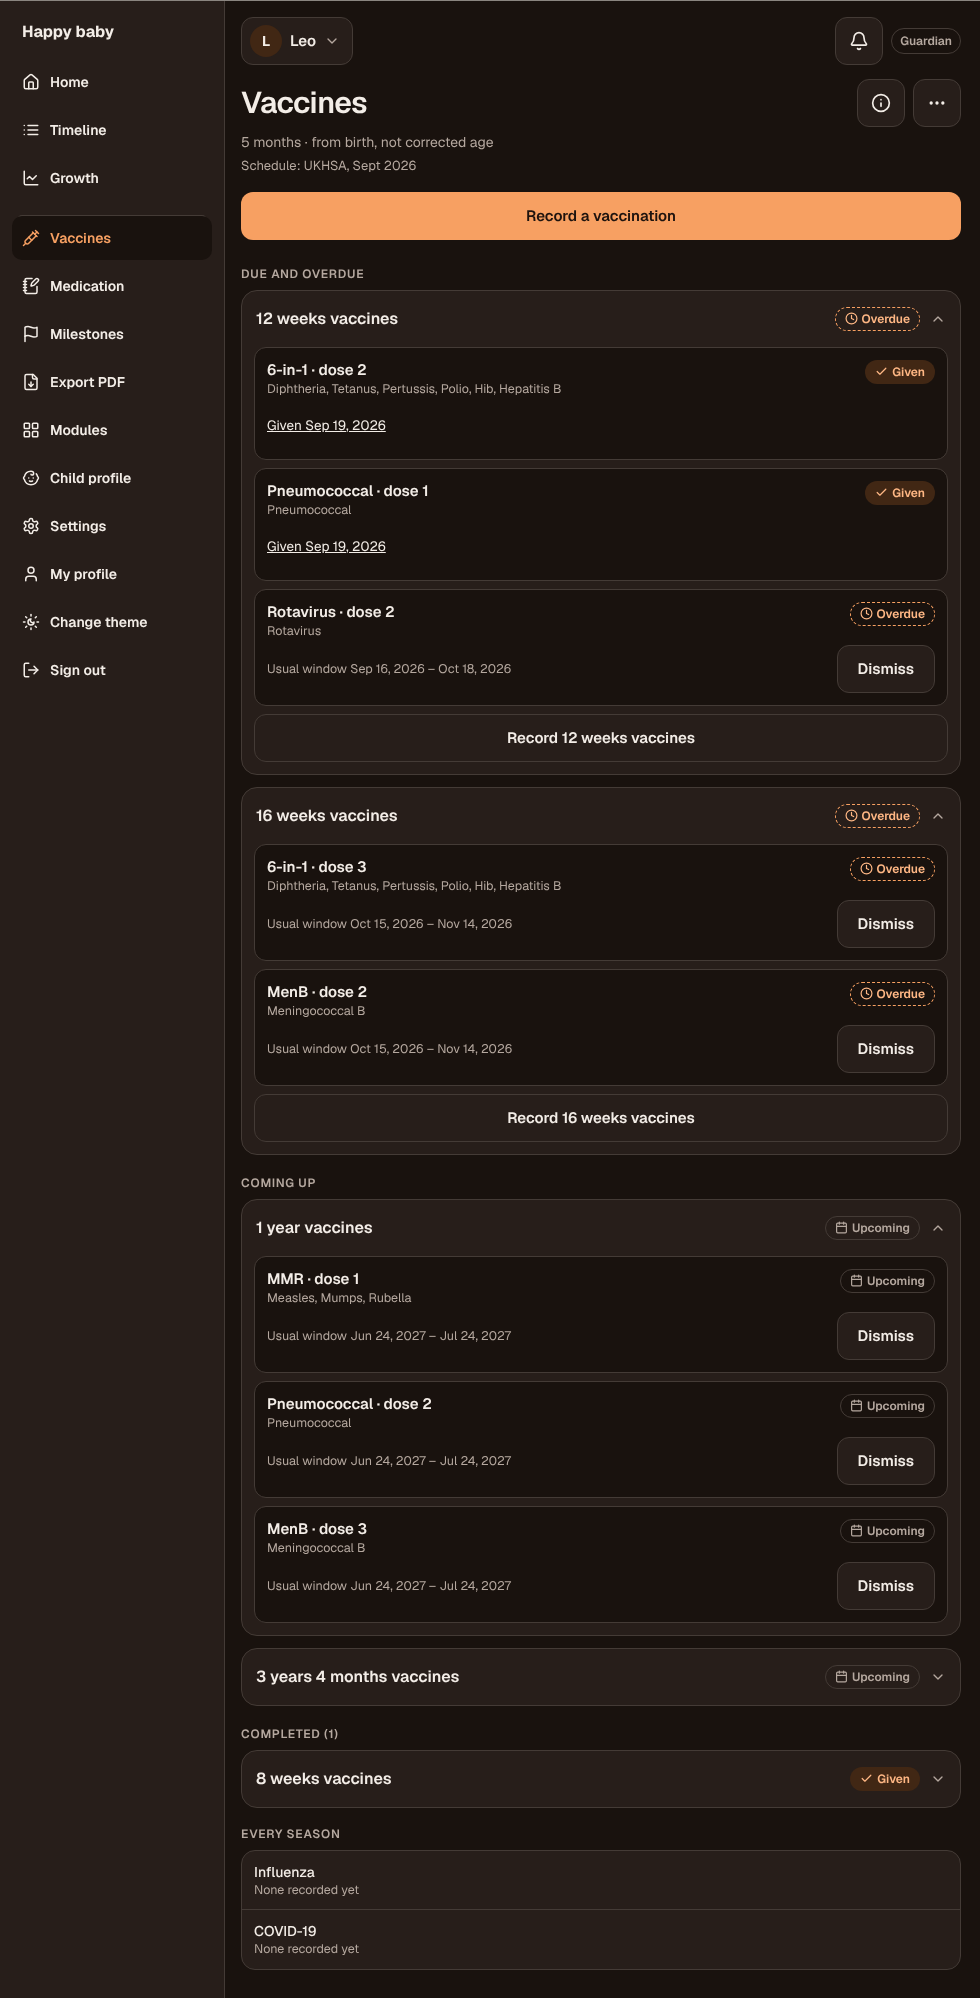 Happy baby
Home
Timeline
Growth
Vaccines
Medication
Milestones
Export PDF
Modules
Child profile
Settings
My profile
Change theme
Sign out
L Leo
Guardian
Vaccines
5 months · from birth, not corrected age
Schedule: UKHSA, Sept 2026
Record a vaccination
DUE AND OVERDUE
12 weeks vaccines Overdue
6-in-1 · dose 2 Given
Diphtheria, Tetanus, Pertussis, Polio, Hib, Hepatitis B
Given Sep 19, 2026
Pneumococcal · dose 1 Given
Pneumococcal
Given Sep 19, 2026
Rotavirus · dose 2 Overdue
Rotavirus
Usual window Sep 16, 2026 – Oct 18, 2026 Dismiss
Record 12 weeks vaccines
16 weeks vaccines Overdue
6-in-1 · dose 3 Overdue
Diphtheria, Tetanus, Pertussis, Polio, Hib, Hepatitis B
Usual window Oct 15, 2026 – Nov 14, 2026 Dismiss
MenB · dose 2 Overdue
Meningococcal B
Usual window Oct 15, 2026 – Nov 14, 2026 Dismiss
Record 16 weeks vaccines
COMING UP
1 year vaccines Upcoming
MMR · dose 1 Upcoming
Measles, Mumps, Rubella
Usual window Jun 24, 2027 – Jul 24, 2027 Dismiss
Pneumococcal · dose 2 Upcoming
Pneumococcal
Usual window Jun 24, 2027 – Jul 24, 2027 Dismiss
MenB · dose 3 Upcoming
Meningococcal B
Usual window Jun 24, 2027 – Jul 24, 2027 Dismiss
3 years 4 months vaccines Upcoming
COMPLETED (1)
8 weeks vaccines Given
EVERY SEASON
Influenza
None recorded yet
COVID-19
None recorded yet